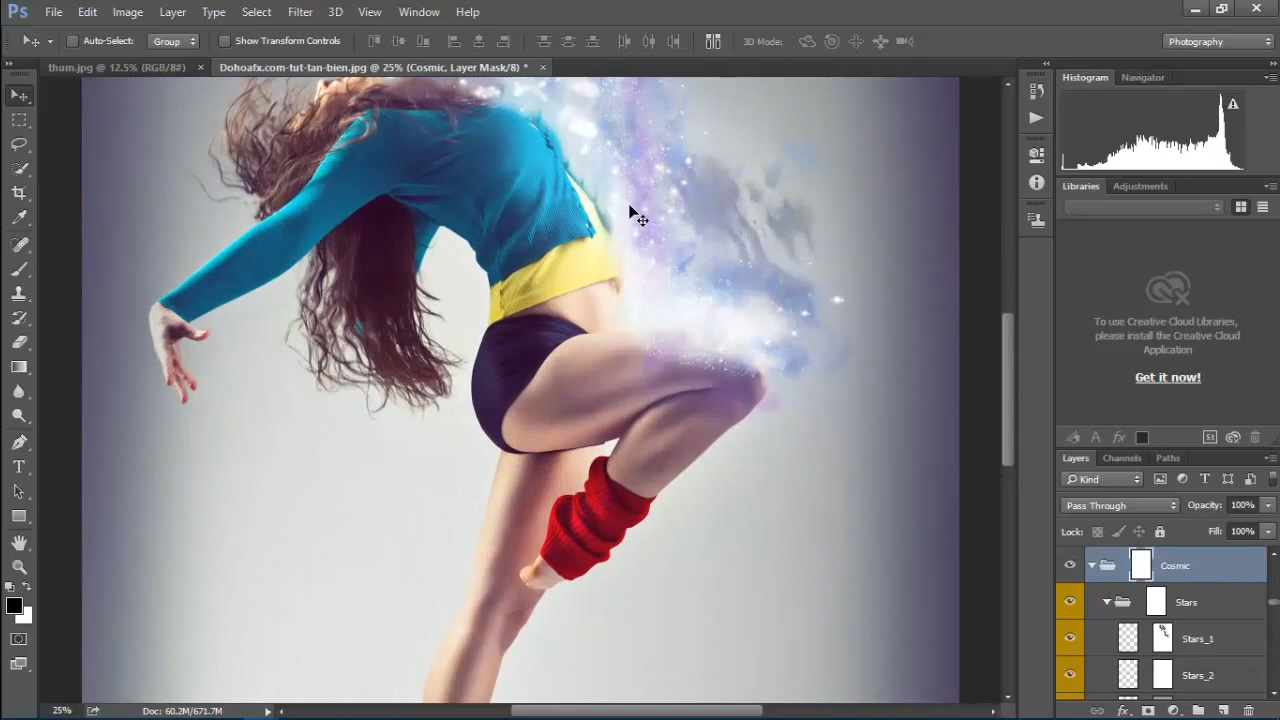 Ps File Edit Image Layer Type Select Filter 3D View Window Help
Auto-Select: Group Show Transform Controls 3D Mode: Photography
thum.jpg @ 12.5% (RGB/8#) × Dohoafx.com-tut-tan-bien.jpg @ 25% (Cosmic, Layer Mask/8) * ×
Histogram Navigator
Libraries Adjustments
To use Creative Cloud Libraries,
please install the Creative Cloud
Application
Get it now!
Layers Channels Paths
Kind
Pass Through Opacity: 100%
Lock: Fill: 100%
Cosmic
Stars
Stars_1
Stars_2
25% Doc: 60.2M/671.7M